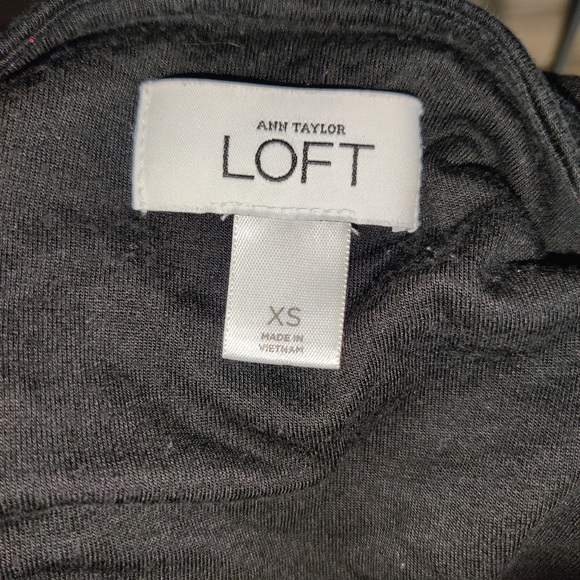 ANN TAYLOR
LOFT
XS
MADE IN
VIETNAM